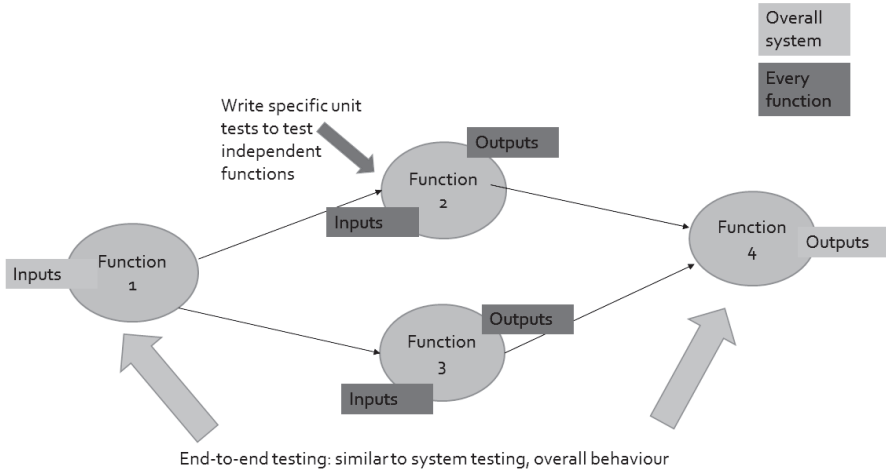 Overall
system
Every
function
Write specific unit
tests to test
independent
functions
Outputs
Function
2
Inputs
Function
1
Inputs
Function
4
Outputs
Outputs
Function
3
Inputs
End-to-end testing: similar to system testing, overall behaviour